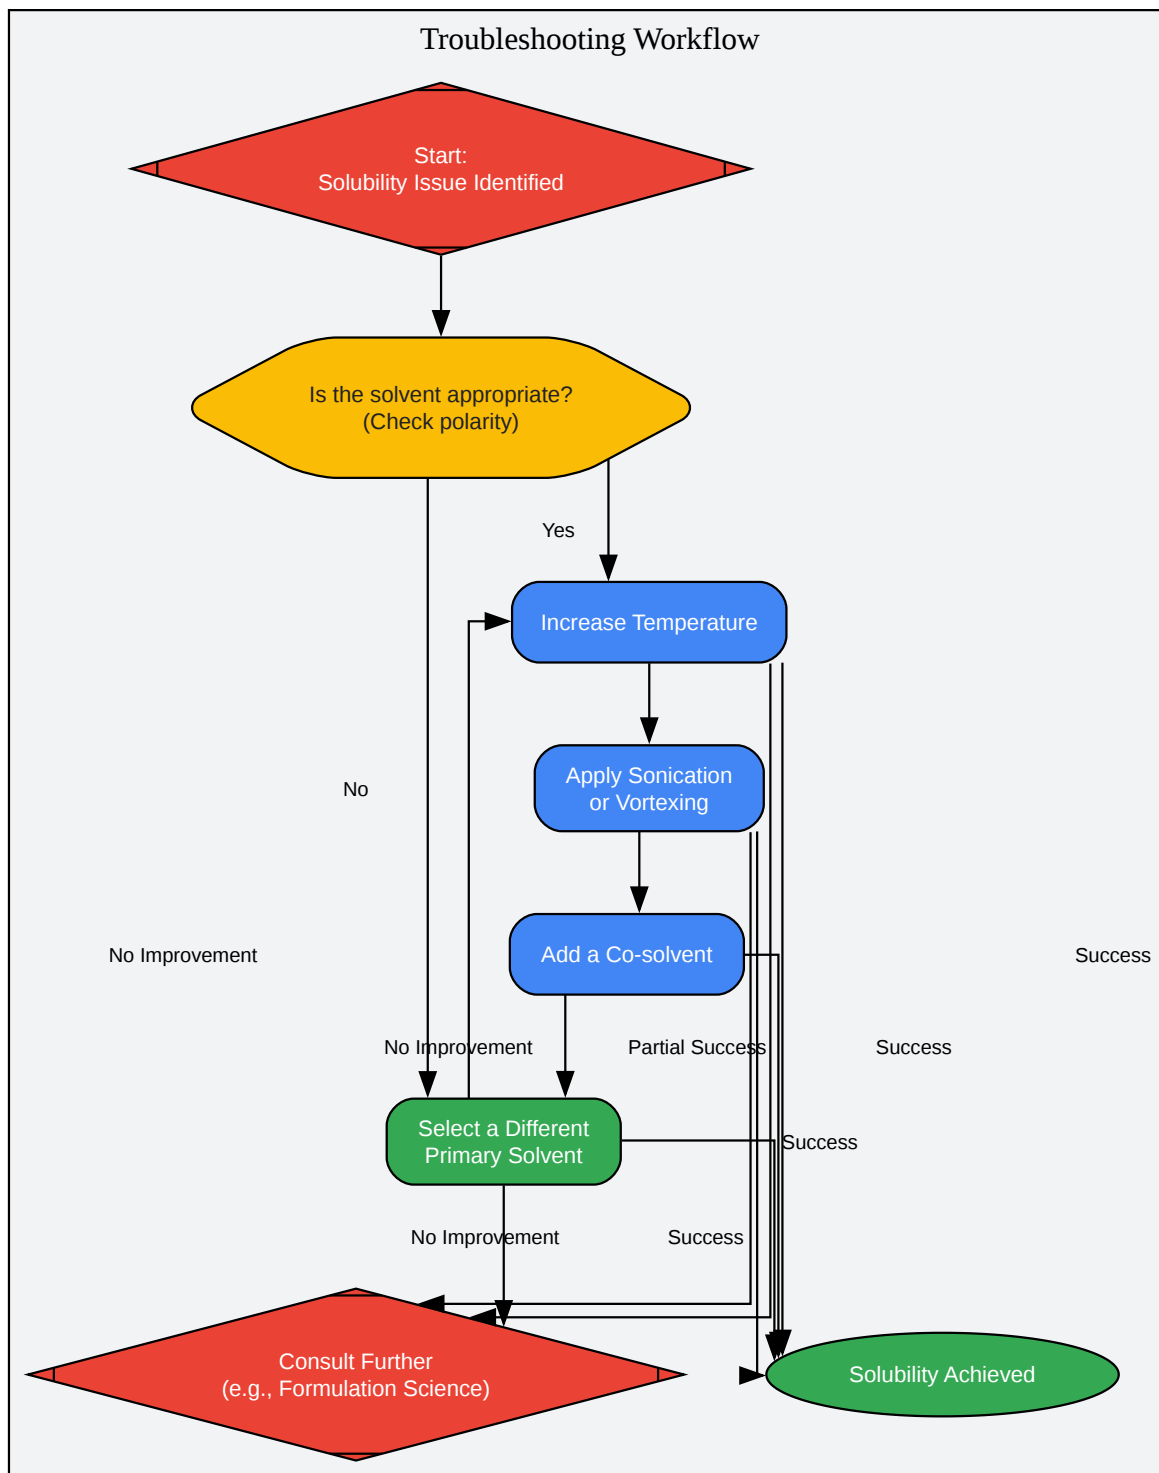 Troubleshooting Workflow
Start:
Solubility Issue Identified
Is the solvent appropriate?
(Check polarity)
Yes
Increase Temperature
Apply Sonication
or Vortexing
No
Add a Co-solvent
No Improvement
Success
No Improvement
Partial Success
Success
Select a Different
Primary Solvent
Success
No Improvement
Success
Consult Further
(e.g., Formulation Science)
Solubility Achieved